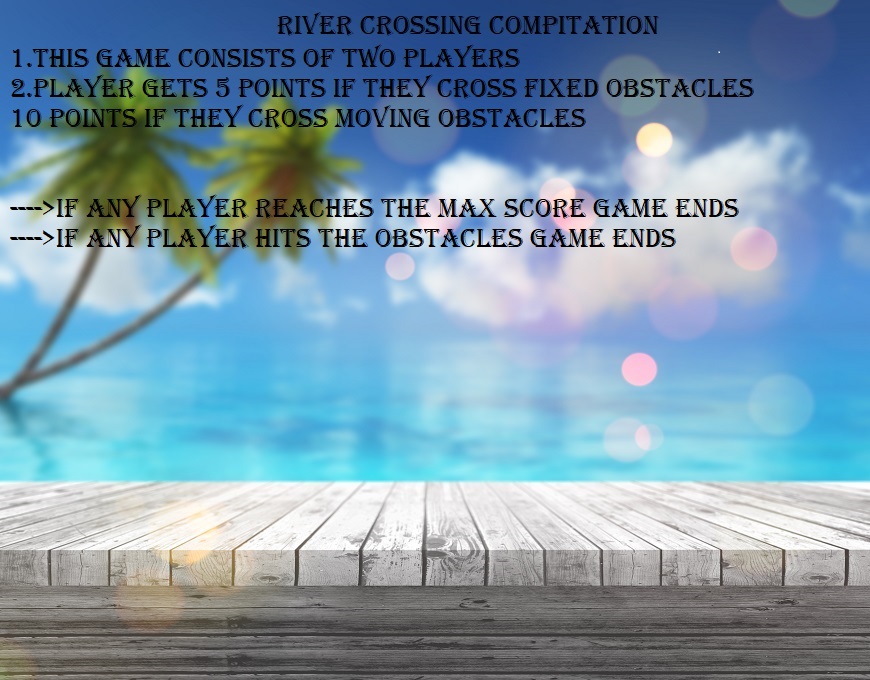 RIVER CROSSING COMPITATION
1.THIS GAME CONSISTS OF TWO PLAYERS
2.PLAYER GETS 5 POINTS IF THEY CROSS FIXED OBSTACLES
10 POINTS IF THEY CROSS MOVING OBSTACLES
---->IF ANY PLAYER REACHES THE MAX SCORE GAME ENDS
---->IF ANY PLAYER HITS THE OBSTACLES GAME ENDS